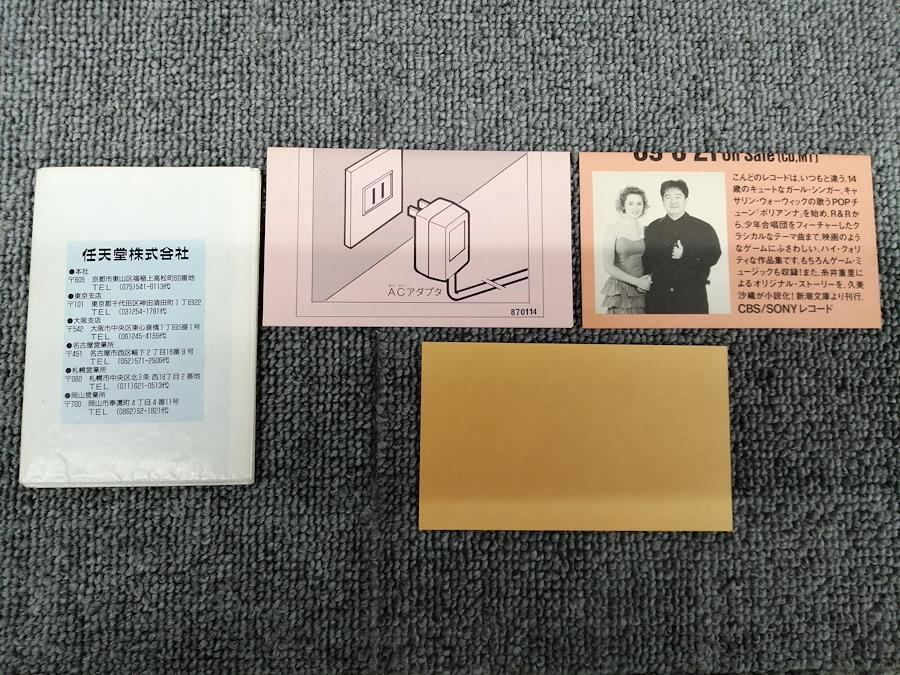 任天堂株式会社
●本社
〒605 京都市東山区福稲上高松町60番地
TEL (075)541-6113代
●東京支店
〒101 東京都千代田区神田須田町1丁目22
TEL (03)254-1781代
●大阪支店
〒542 大阪市中央区東心斎橋1丁目5番1号
TEL (06)245-4155代
●名古屋営業所
〒451 名古屋市西区幅下2丁目18番9号
TEL (052)571-2506代
●札幌営業所
〒060 札幌市中央区北9条西18丁目2番地
TEL (011)621-0513代
●岡山営業所
〒700 岡山市奉還町4丁目4番11号
TEL (0862)52-1821代
ACアダプタ
870114
on Sale (CD,MT)
こんどのレコードは、いつもと違う。14
歳のキュートなガール・シンガー、キャ
サリン・ウォーウィックの歌うPOPチ
ューン「ポリアンナ」を始め、R&Rか
ら、少年合唱団をフィーチャーしたク
ラシカルなテーマ曲まで、映画のよう
なゲームにふさわしい、ハイ・クォリ
ティな作品集です。もちろんゲーム・ミ
ュージックも収録!また、糸井重里に
よるオリジナル・ストーリーを、久美
沙織が小説化!新潮文庫より刊行。
CBS/SONYレコード